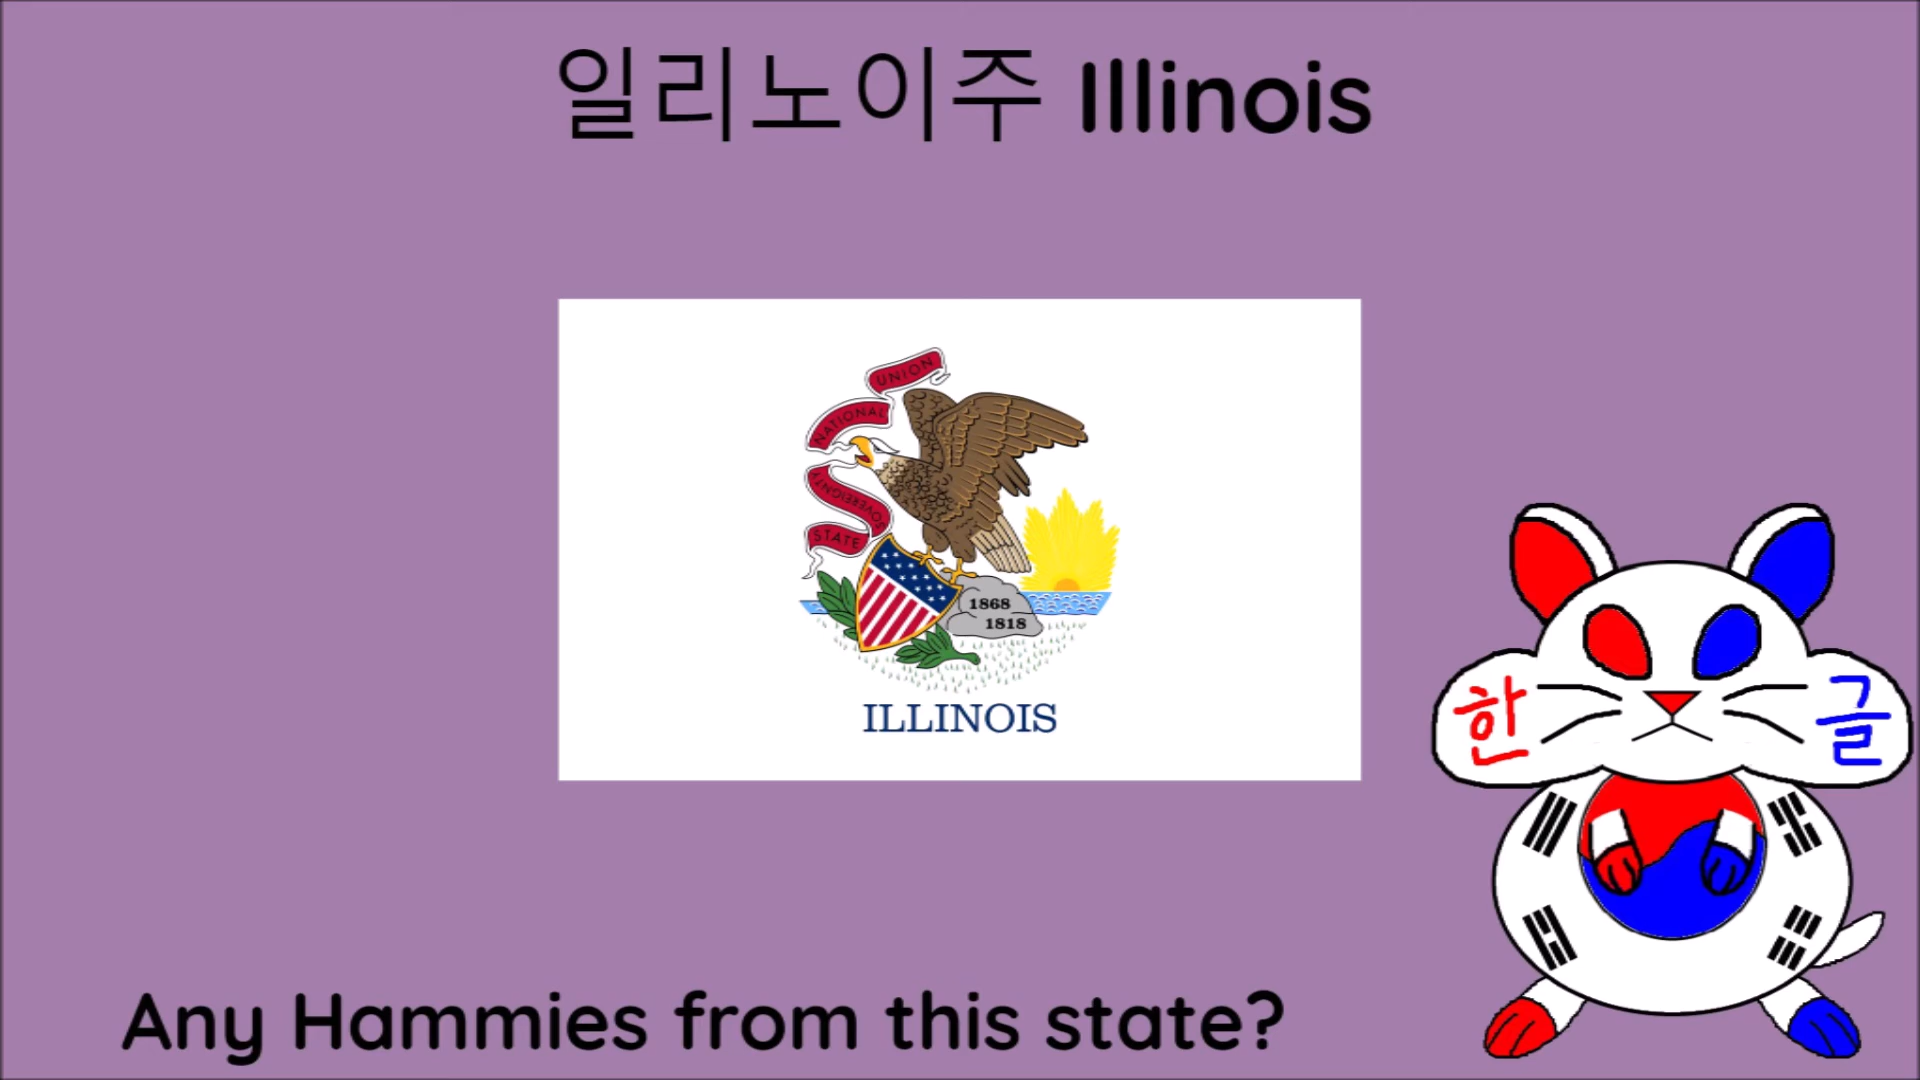 일리노이주 Illinois
UNION
NATIONAL
SOVEREIGNTY
STATE
1868
1818
ILLINOIS
한 글
Any Hammies from this state?